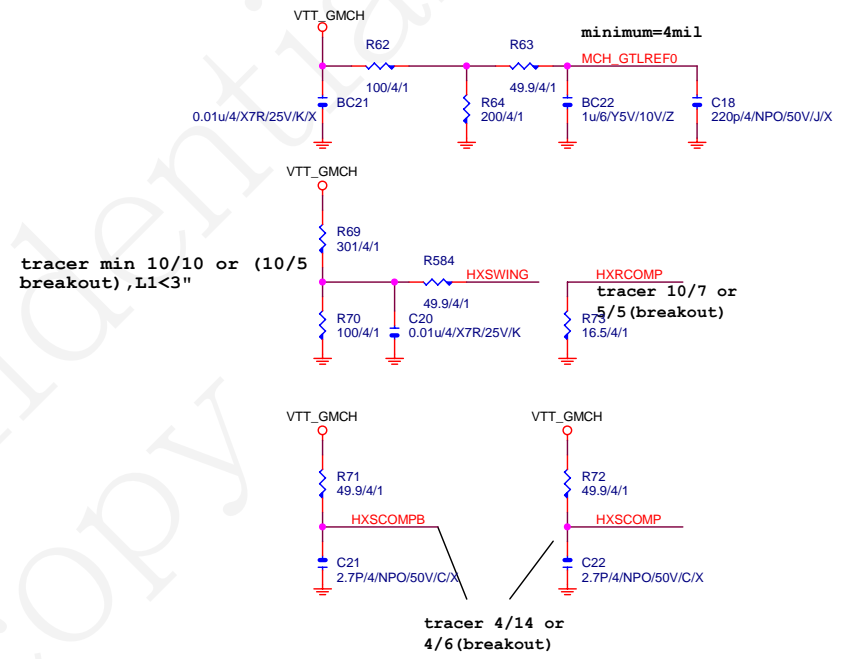 VTT_GMCH
minimum=4mil
R62
R63
MCH_GTLREF0
100/4/1
49.9/4/1
BC21
0.01u/4/X7R/25V/K/X
R64
200/4/1
BC22
1u/6/Y5V/10V/Z
C18
220p/4/NPO/50V/J/X
VTT_GMCH
R69
301/4/1
tracer min 10/10 or (10/5
breakout),L1<3"
R584
HXSWING
HXRCOMP
49.9/4/1
tracer 10/7 or
5/5(breakout)
R70
100/4/1
C20
0.01u/4/X7R/25V/K
R73
16.5/4/1
VTT_GMCH
VTT_GMCH
R71
49.9/4/1
R72
49.9/4/1
HXSCOMPB
HXSCOMP
C21
2.7P/4/NPO/50V/C/X
C22
2.7P/4/NPO/50V/C/X
tracer 4/14 or
4/6(breakout)
opy